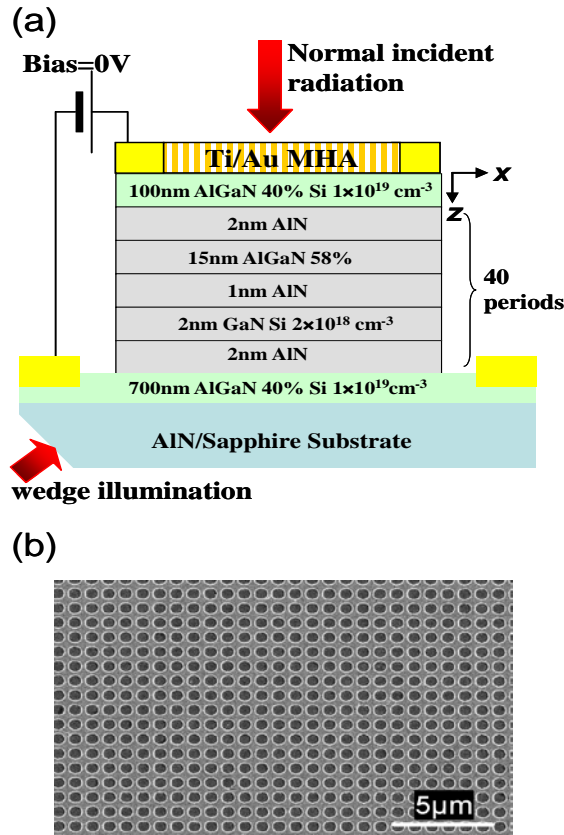 (a)
Bias=0V
Normal incident
radiation
Ti/Au MHA
100nm AlGaN 40% Si 1×10¹⁹ cm⁻³
x
z
2nm AlN
15nm AlGaN 58%
1nm AlN
2nm GaN Si 2×10¹⁸ cm⁻³
2nm AlN
40
periods
700nm AlGaN 40% Si 1×10¹⁹cm⁻³
AlN/Sapphire Substrate
wedge illumination
(b)
5μm